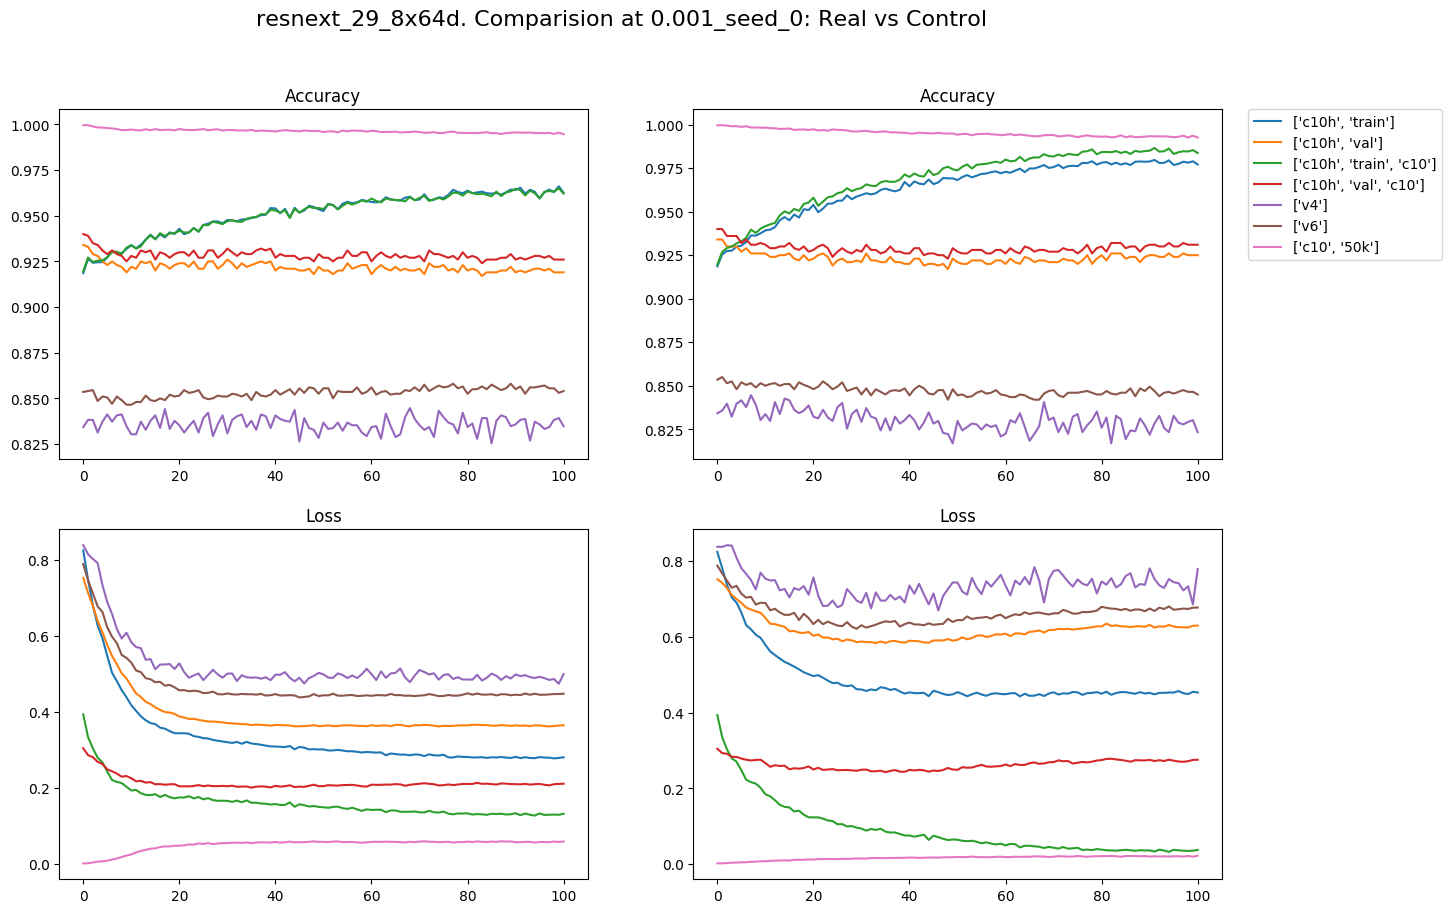 resnext_29_8x64d. Comparision at 0.001_seed_0: Real vs Control
Accuracy
1.000
0.975
0.950
0.925
0.900
0.875
0.850
0.825
0 20 40 60 80 100
Accuracy
1.000
0.975
0.950
0.925
0.900
0.875
0.850
0.825
0 20 40 60 80 100
['c10h', 'train']
['c10h', 'val']
['c10h', 'train', 'c10']
['c10h', 'val', 'c10']
['v4']
['v6']
['c10', '50k']
Loss
0.8
0.6
0.4
0.2
0.0
0 20 40 60 80 100
Loss
0.8
0.6
0.4
0.2
0.0
0 20 40 60 80 100